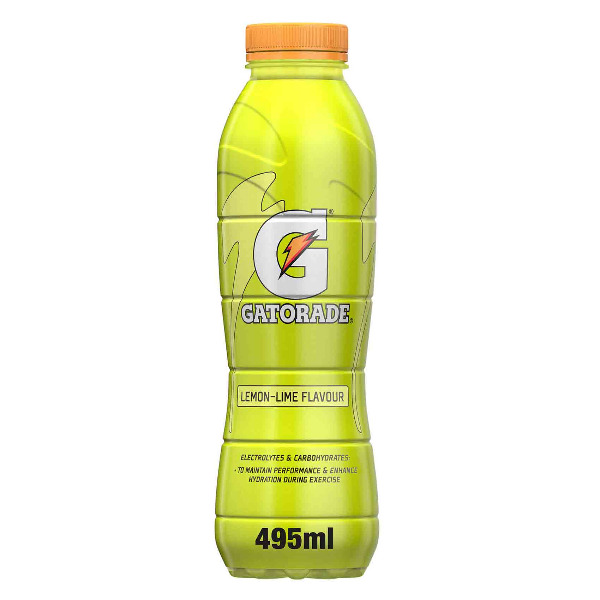 G®
GATORADE®
LEMON-LIME FLAVOUR
ELECTROLYTES & CARBOHYDRATES-
- TO MAINTAIN PERFORMANCE & ENHANCE
HYDRATION DURING EXERCISE
495ml